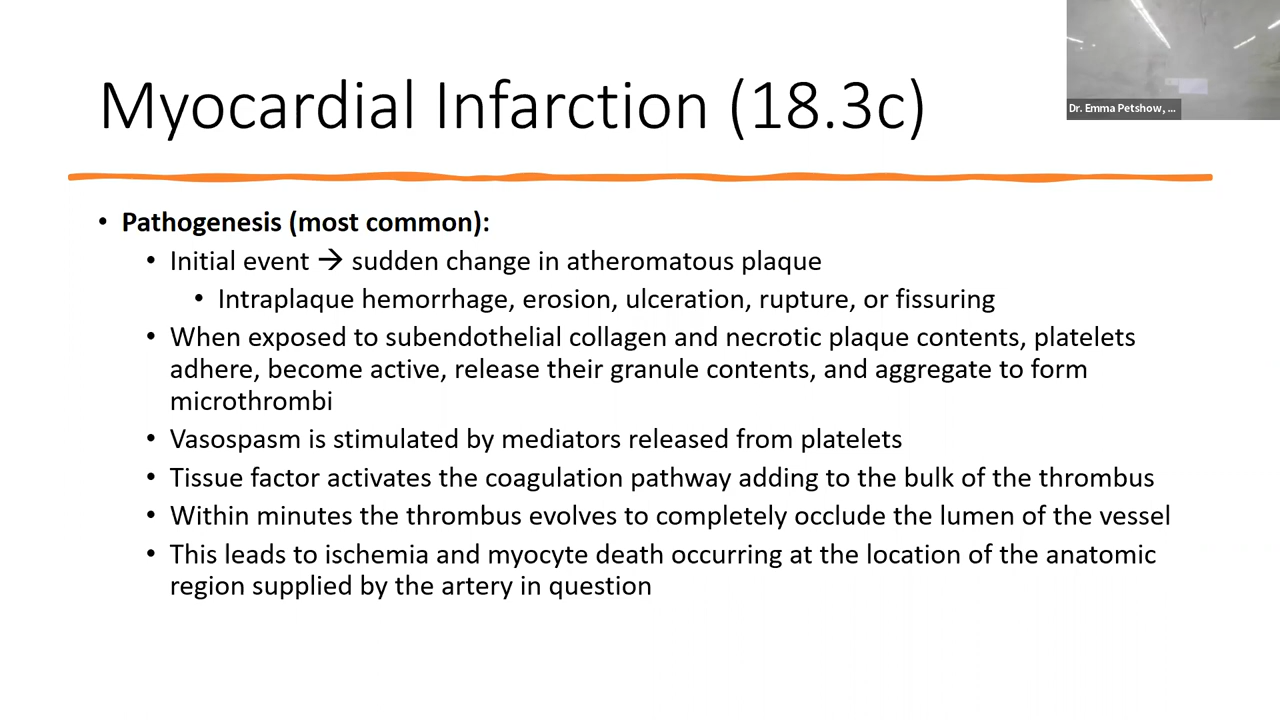 Dr. Emma Petshow, ...
Myocardial Infarction (18.3c)
• Pathogenesis (most common):
• Initial event → sudden change in atheromatous plaque
• Intraplaque hemorrhage, erosion, ulceration, rupture, or fissuring
• When exposed to subendothelial collagen and necrotic plaque contents, platelets
adhere, become active, release their granule contents, and aggregate to form
microthrombi
• Vasospasm is stimulated by mediators released from platelets
• Tissue factor activates the coagulation pathway adding to the bulk of the thrombus
• Within minutes the thrombus evolves to completely occlude the lumen of the vessel
• This leads to ischemia and myocyte death occurring at the location of the anatomic
region supplied by the artery in question